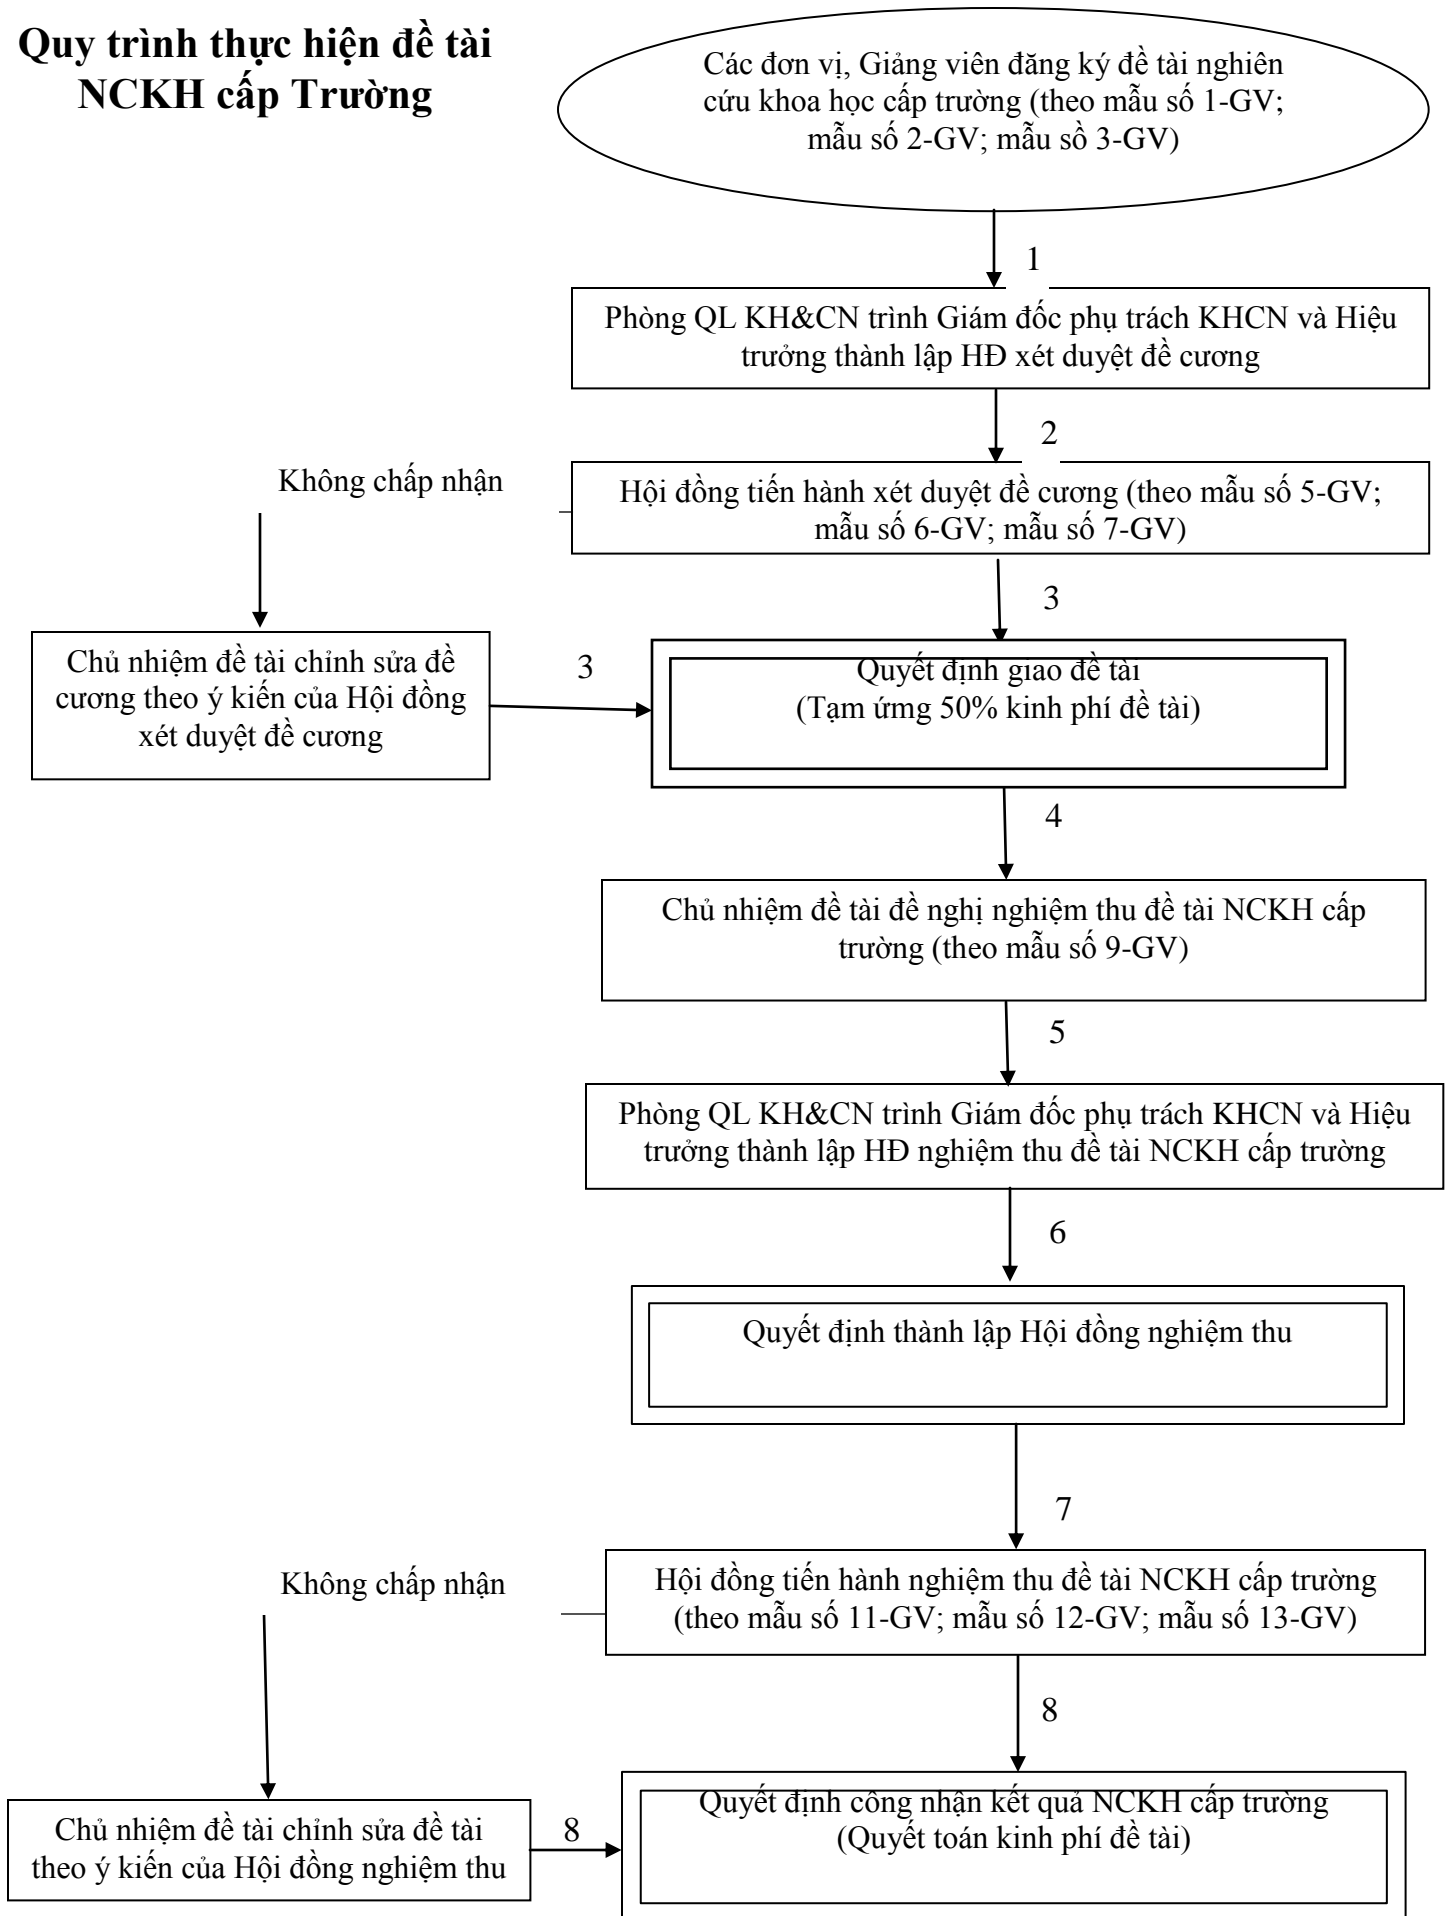 Quy trình thực hiện đề tài
NCKH cấp Trường
Các đơn vị, Giảng viên đăng ký đề tài nghiên
cứu khoa học cấp trường (theo mẫu số 1-GV;
mẫu số 2-GV; mẫu sồ 3-GV)
1
Phòng QL KH&CN trình Giám đốc phụ trách KHCN và Hiệu
trưởng thành lập HĐ xét duyệt đề cương
2
Không chấp nhận
Hội đồng tiến hành xét duyệt đề cương (theo mẫu số 5-GV;
mẫu số 6-GV; mẫu số 7-GV)
3
Chủ nhiệm đề tài chỉnh sửa đề
cương theo ý kiến của Hội đồng
xét duyệt đề cương
3
Quyết định giao đề tài
(Tạm ứmg 50% kinh phí đề tài)
4
Chủ nhiệm đề tài đề nghị nghiệm thu đề tài NCKH cấp
trường (theo mẫu số 9-GV)
5
Phòng QL KH&CN trình Giám đốc phụ trách KHCN và Hiệu
trưởng thành lập HĐ nghiệm thu đề tài NCKH cấp trường
6
Quyết định thành lập Hội đồng nghiệm thu
7
Không chấp nhận
Hội đồng tiến hành nghiệm thu đề tài NCKH cấp trường
(theo mẫu số 11-GV; mẫu số 12-GV; mẫu số 13-GV)
8
Chủ nhiệm đề tài chỉnh sửa đề tài
theo ý kiến của Hội đồng nghiệm thu
8
Quyết định công nhận kết quả NCKH cấp trường
(Quyết toán kinh phí đề tài)